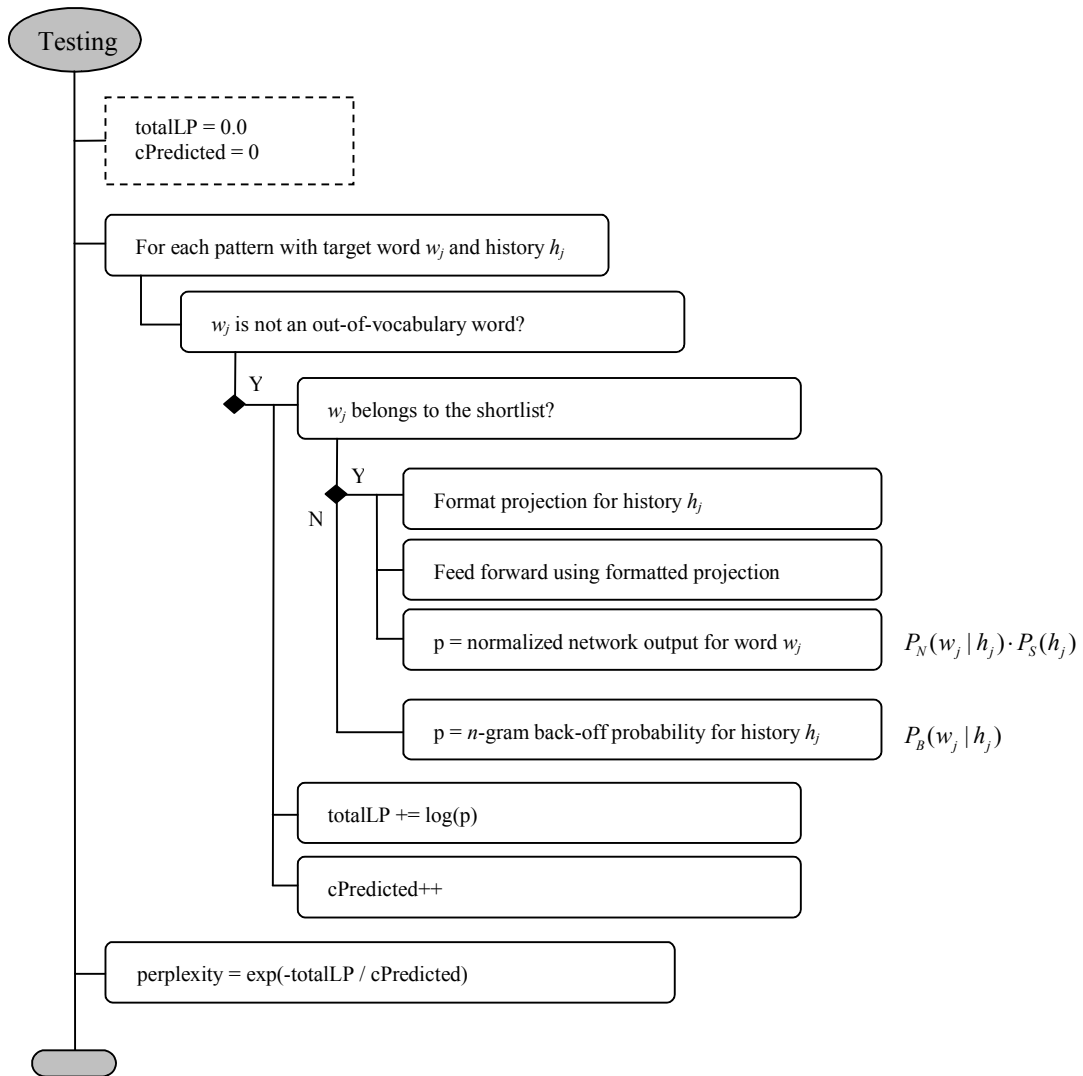 Testing
totalLP = 0.0
cPredicted = 0
For each pattern with target word w_j and history h_j
w_j is not an out-of-vocabulary word?
Y
w_j belongs to the shortlist?
Y
Format projection for history h_j
N
Feed forward using formatted projection
p = normalized network output for word w_j P_N(w_j | h_j) · P_S(h_j)
p = n-gram back-off probability for history h_j P_B(w_j | h_j)
totalLP += log(p)
cPredicted++
perplexity = exp(-totalLP / cPredicted)